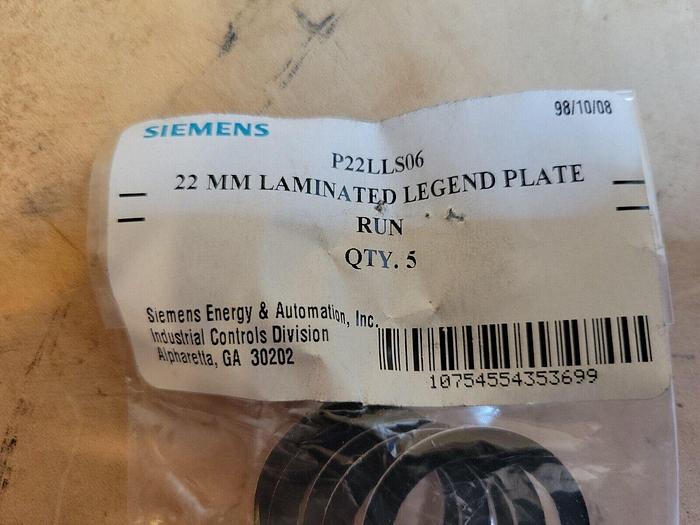 SIEMENS
98/10/08
P22LLS06
22 MM LAMINATED LEGEND PLATE
RUN
QTY. 5
Siemens Energy & Automation, Inc.
Industrial Controls Division
Alpharetta, GA 30202
10754554353699